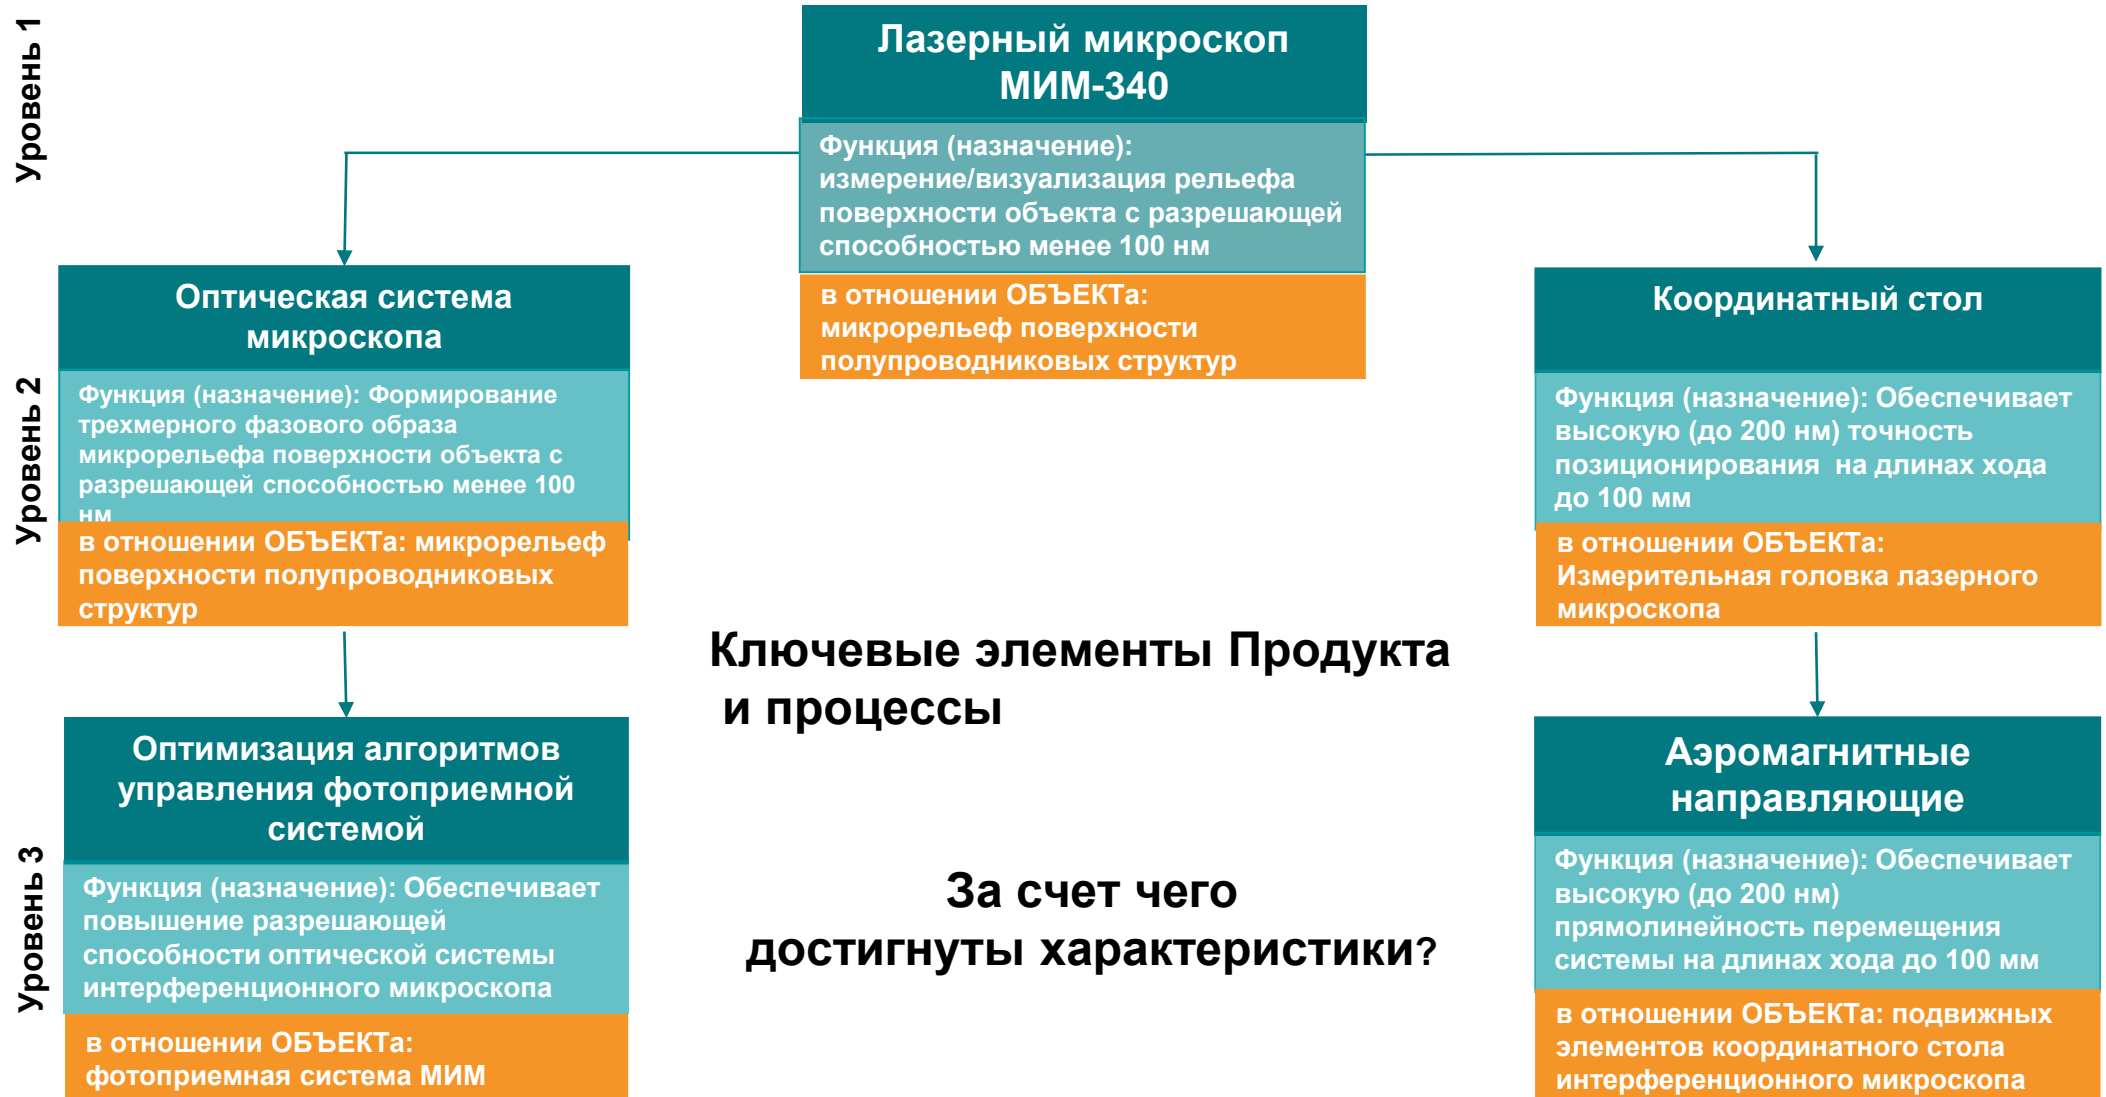 Уровень 1
Лазерный микроскоп
МИМ-340
Функция (назначение):
измерение/визуализация рельефа
поверхности объекта с разрешающей
способностью менее 100 нм
в отношении ОБЪЕКТа:
микрорельеф поверхности
полупроводниковых структур
Уровень 2
Оптическая система
микроскопа
Функция (назначение): Формирование
трехмерного фазового образа
микрорельефа поверхности объекта с
разрешающей способностью менее 100
нм
в отношении ОБЪЕКТа: микрорельеф
поверхности полупроводниковых
структур
Координатный стол
Функция (назначение): Обеспечивает
высокую (до 200 нм) точность
позиционирования на длинах хода
до 100 мм
в отношении ОБЪЕКТа:
Измерительная головка лазерного
микроскопа
Ключевые элементы Продукта
и процессы
За счет чего
достигнуты характеристики?
Уровень 3
Оптимизация алгоритмов
управления фотоприемной
системой
Функция (назначение): Обеспечивает
повышение разрешающей
способности оптической системы
интерференционного микроскопа
в отношении ОБЪЕКТа:
фотоприемная система МИМ
Аэромагнитные
направляющие
Функция (назначение): Обеспечивает
высокую (до 200 нм)
прямолинейность перемещения
системы на длинах хода до 100 мм
в отношении ОБЪЕКТа: подвижных
элементов координатного стола
интерференционного микроскопа